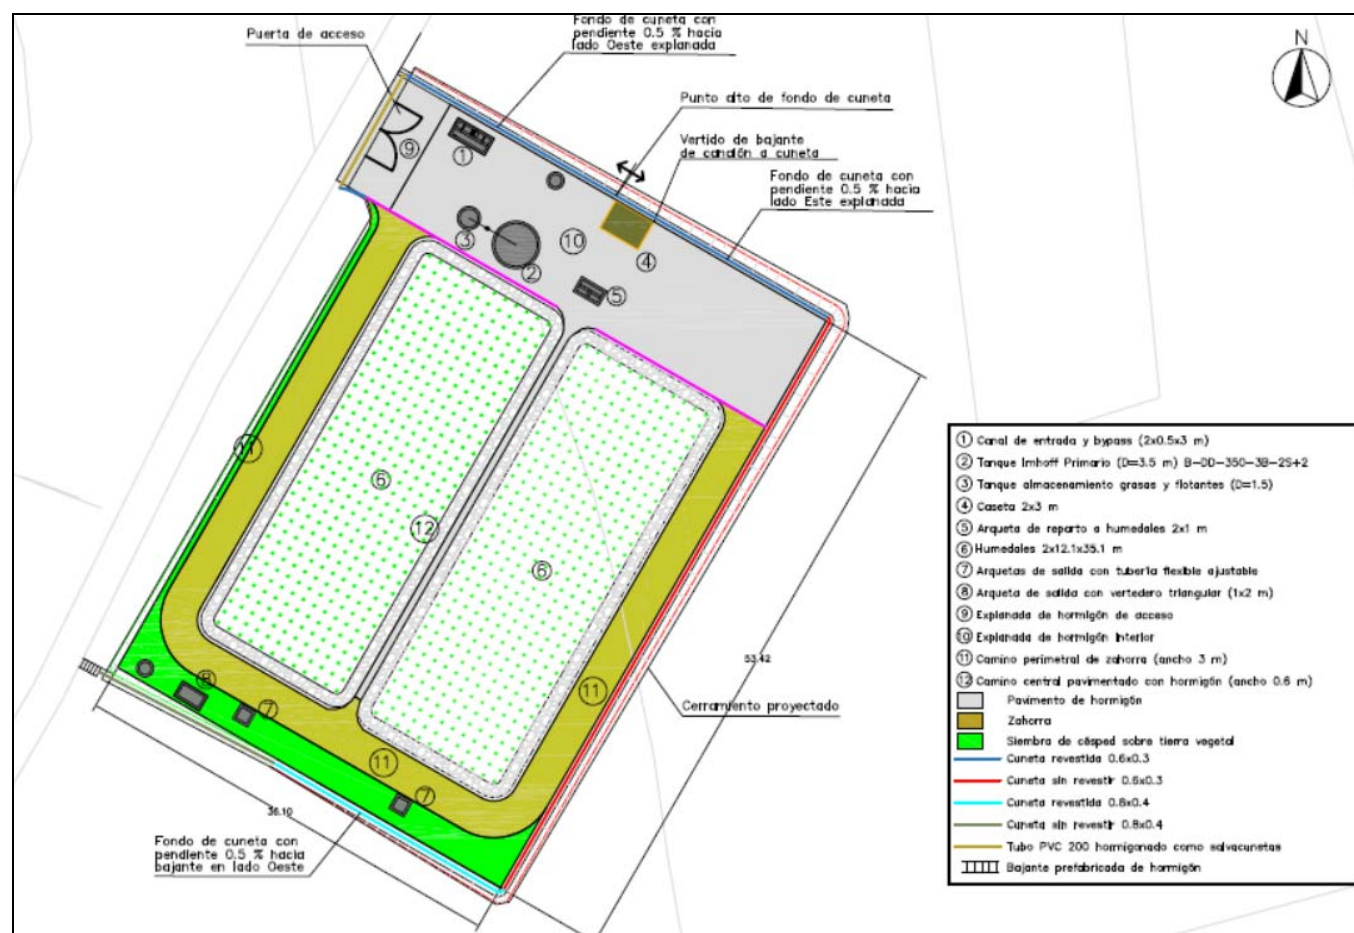 Fondo de cuneta con
pendiente 0.5 % hacia
lado Oeste explanada
Puerta de acceso
N
Punto alto de fondo de cuneta
Vertido de bajante
de canalón a cuneta
Fondo de cuneta con
pendiente 0.5 % hacia
lado Este explanada
9
1
3
10
2
4
5
11
6
12
6
53.42
8
7
11
Cerramiento proyectado
11
7
36.10
Fondo de cuneta con
pendiente 0.5 % hacia
bajante en lado Oeste
1 Canal de entrada y bypass (2x0.5x3 m)
2 Tanque Imhoff Primario (D=3.5 m) B-DD-350-3B-2S+2
3 Tanque almacenamiento grasas y flotantes (D=1.5)
4 Caseta 2x3 m
5 Arqueta de reparto a humedales 2x1 m
6 Humedales 2x12.1x35.1 m
7 Arquetas de salida con tubería flexible ajustable
8 Arqueta de salida con vertedero triangular (1x2 m)
9 Explanada de hormigón de acceso
10 Explanada de hormigón interior
11 Camino perimetral de zahorra (ancho 3 m)
12 Camino central pavimentado con hormigón (ancho 0.6 m)
Pavimento de hormigón
Zahorra
Siembra de césped sobre tierra vegetal
Cuneta revestida 0.6x0.3
Cuneta sin revestir 0.6x0.3
Cuneta revestida 0.8x0.4
Cuneta sin revestir 0.8x0.4
Tubo PVC 200 hormigonado como salvacunetas
Bajante prefabricada de hormigón